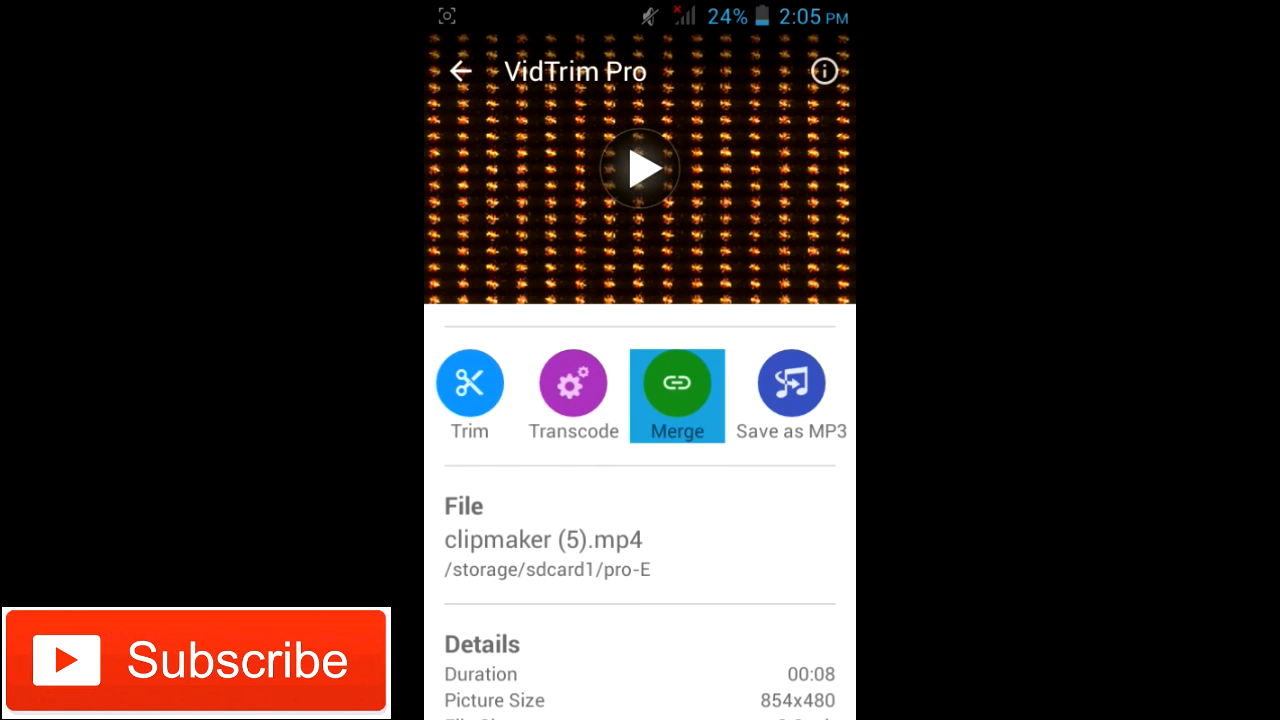 24% 2:05 PM
VidTrim Pro
Trim Transcode Merge Save as MP3
File
clipmaker (5).mp4
/storage/sdcard1/pro-E
Details
Duration 00:08
Picture Size 854x480
Subscribe